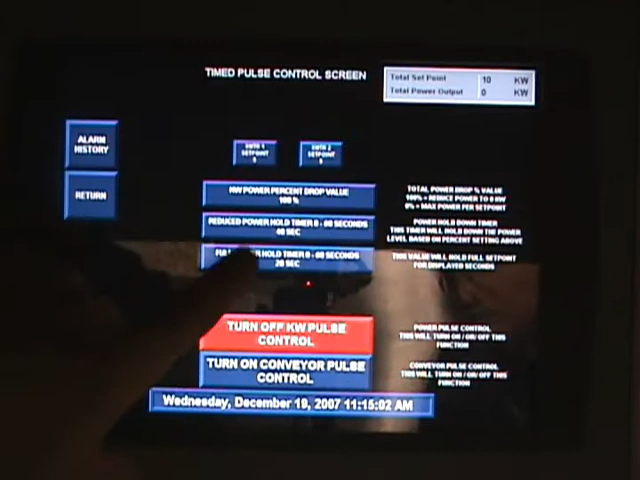 TIMED PULSE CONTROL SCREEN
Total Set Point 10 KW
Total Power Output 0 KW
ALARM
HISTORY
RETURN
SETPOINT
SETPOINT
KW POWER PERCENT DROP VALUE
100 %
REDUCED POWER HOLD TIMER 0 - 60 SECONDS
40 SEC
HOLD TIMER 0 - 60 SECONDS
20 SEC
TOTAL POWER DROP % VALUE
100% = REDUCE POWER TO 0 KW
0% = MAX POWER PER SETPOINT
POWER HOLD DOWN TIMER
THIS TIMER WILL HOLD DOWN THE POWER
LEVEL BASED ON PERCENT SETTING ABOVE
THIS VALUE WILL HOLD FULL SETPOINT
FOR DISPLAYED SECONDS
TURN OFF KW PULSE
CONTROL
POWER PULSE CONTROL
THIS WILL TURN ON / OFF THIS
FUNCTION
TURN ON CONVEYOR PULSE
CONTROL
CONVEYOR PULSE CONTROL
THIS WILL TURN ON / OFF THIS
FUNCTION
Wednesday, December 19, 2007 11:15:02 AM